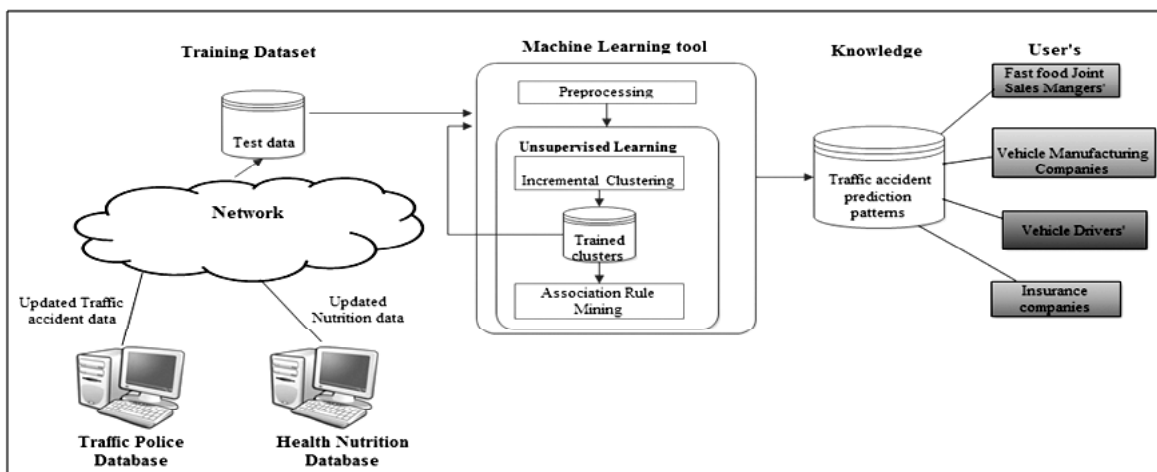 Training Dataset
Machine Learning tool
Knowledge
User's
Test data
Network
Updated Traffic
accident data
Updated
Nutrition data
Traffic Police
Database
Health Nutrition
Database
Preprocessing
Unsupervised Learning
Incremental Clustering
Trained
clusters
Association Rule
Mining
Traffic accident
prediction
patterns
Fast food Joint
Sales Mangers'
Vehicle Manufacturing
Companies
Vehicle Drivers'
Insurance
companies